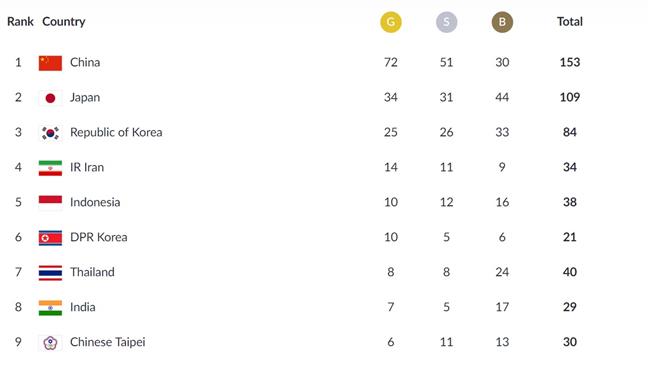 Rank Country G S B Total
1 China 72 51 30 153
2 Japan 34 31 44 109
3 Republic of Korea 25 26 33 84
4 IR Iran 14 11 9 34
5 Indonesia 10 12 16 38
6 DPR Korea 10 5 6 21
7 Thailand 8 8 24 40
8 India 7 5 17 29
9 Chinese Taipei 6 11 13 30